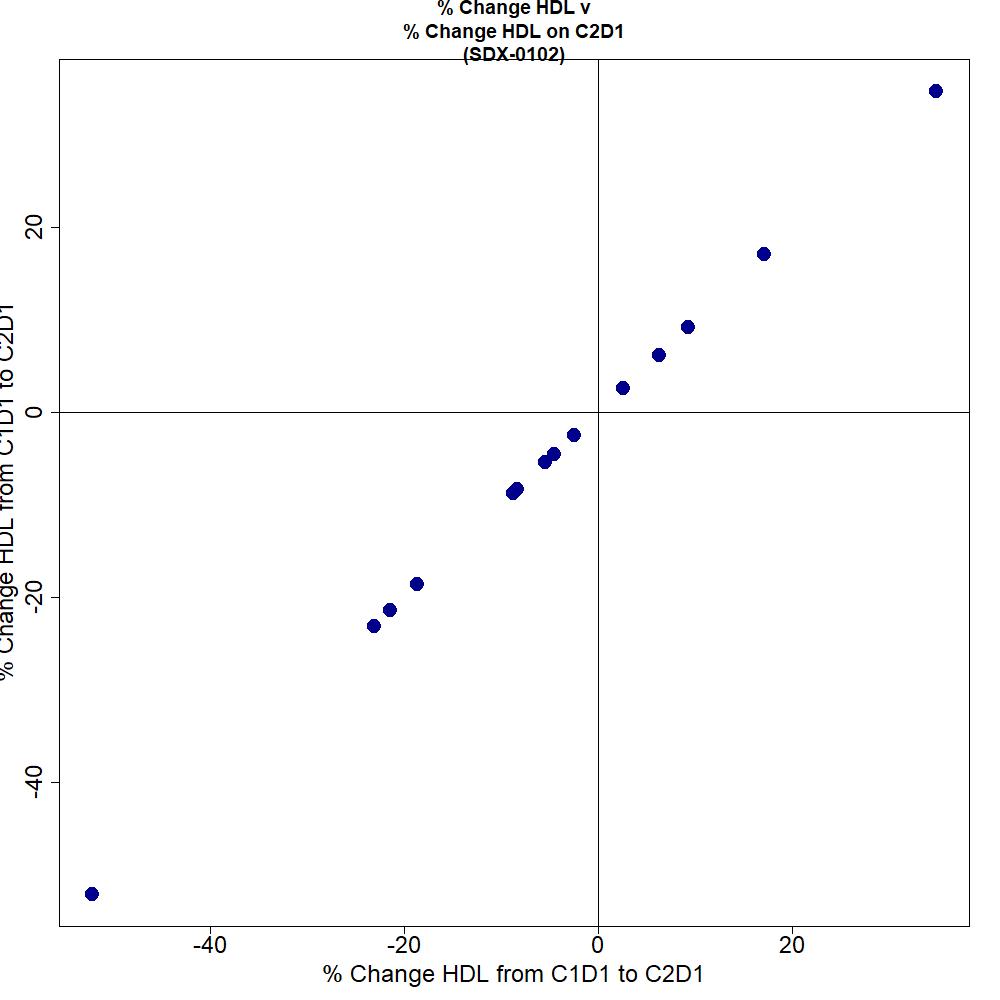 % Change HDL v
% Change HDL on C2D1
(SDX-0102)
% Change HDL from C1D1 to C2D1
20
0
-20
-40
-40
-20
0
20
% Change HDL from C1D1 to C2D1